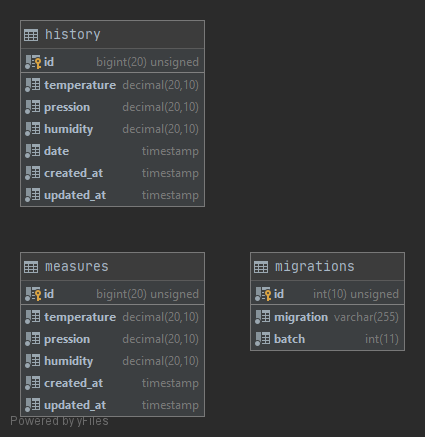 history
id bigint(20) unsigned
temperature decimal(20,10)
pression decimal(20,10)
humidity decimal(20,10)
date timestamp
created_at timestamp
updated_at timestamp
measures
id bigint(20) unsigned
temperature decimal(20,10)
pression decimal(20,10)
humidity decimal(20,10)
created_at timestamp
updated_at timestamp
migrations
id int(10) unsigned
migration varchar(255)
batch int(11)
Powered by yFiles